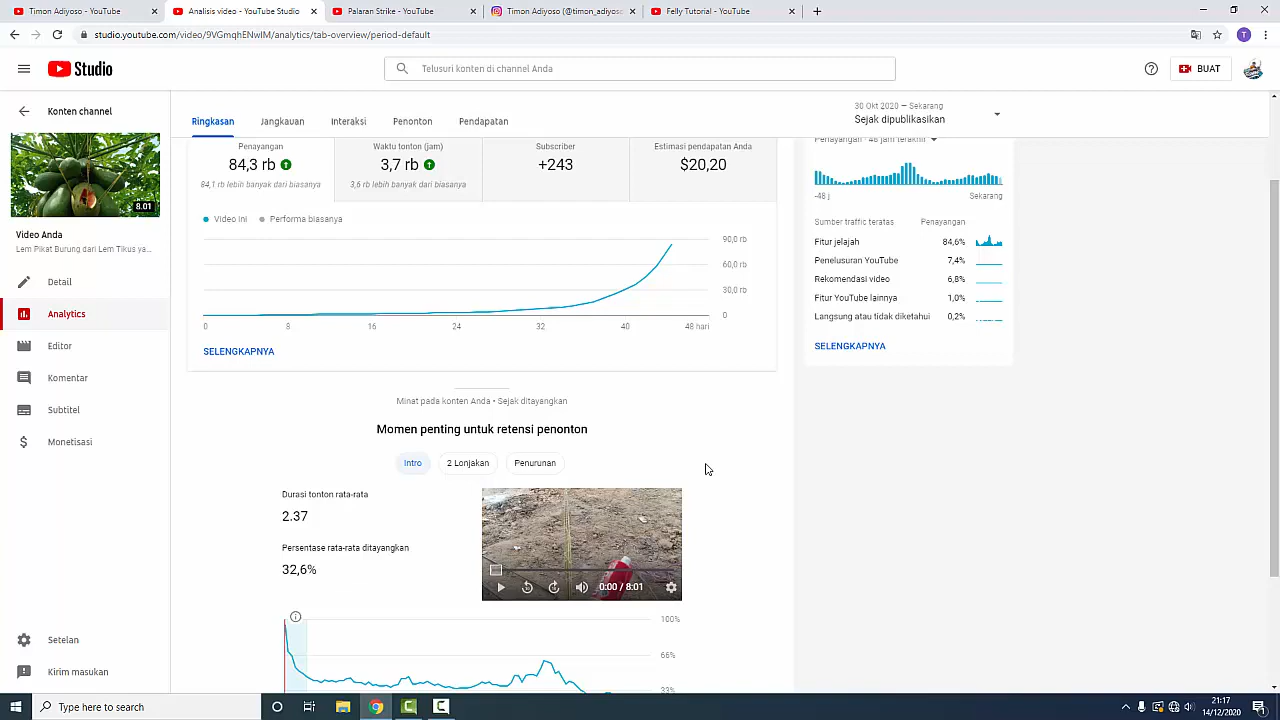 Timon Adiyoso - YouTube
Analisis video - YouTube Studio
Palaran Strike - YouTube
Timon Adiyoso (@timon_adyoso
Felly Tutorial - YouTube
studio.youtube.com/video/9VGmqhENwIM/analytics/tab-overview/period-default
T
Studio
Telusuri konten di channel Anda
BUAT
Konten channel
8.01
Video Anda
Lem Pikat Burung dari Lem Tikus ya...
Detail
Analytics
Editor
Komentar
Subtitel
Monetisasi
Setelan
Kirim masukan
Ringkasan Jangkauan Interaksi Penonton Pendapatan
30 Okt 2020 – Sekarang
Sejak dipublikasikan
Penayangan
84,3 rb
84,1 rb lebih banyak dari biasanya
Waktu tonton (jam)
3,7 rb
3,6 rb lebih banyak dari biasanya
Subscriber
+243
Estimasi pendapatan Anda
$20,20
Video ini Performa biasanya
90,0 rb
60,0 rb
30,0 rb
0
0 8 16 24 32 40 48 hari
SELENGKAPNYA
Penayangan · 48 jam terakhir
-48 j Sekarang
Sumber traffic teratas Penayangan
Fitur jelajah 84,6%
Penelusuran YouTube 7,4%
Rekomendasi video 6,8%
Fitur YouTube lainnya 1,0%
Langsung atau tidak diketahui 0,2%
SELENGKAPNYA
Minat pada konten Anda • Sejak ditayangkan
Momen penting untuk retensi penonton
Intro 2 Lonjakan Penurunan
Durasi tonton rata-rata
2.37
Persentase rata-rata ditayangkan
32,6%
0:00 / 8:01
100%
66%
33%
Type here to search
21:17
14/12/2020